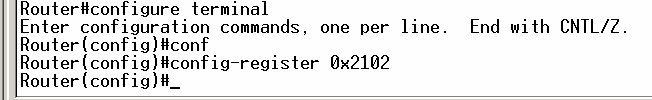 Router#configure terminal
Enter configuration commands, one per line.  End with CNTL/Z.
Router(config)#conf
Router(config)#config-register 0x2102
Router(config)#_